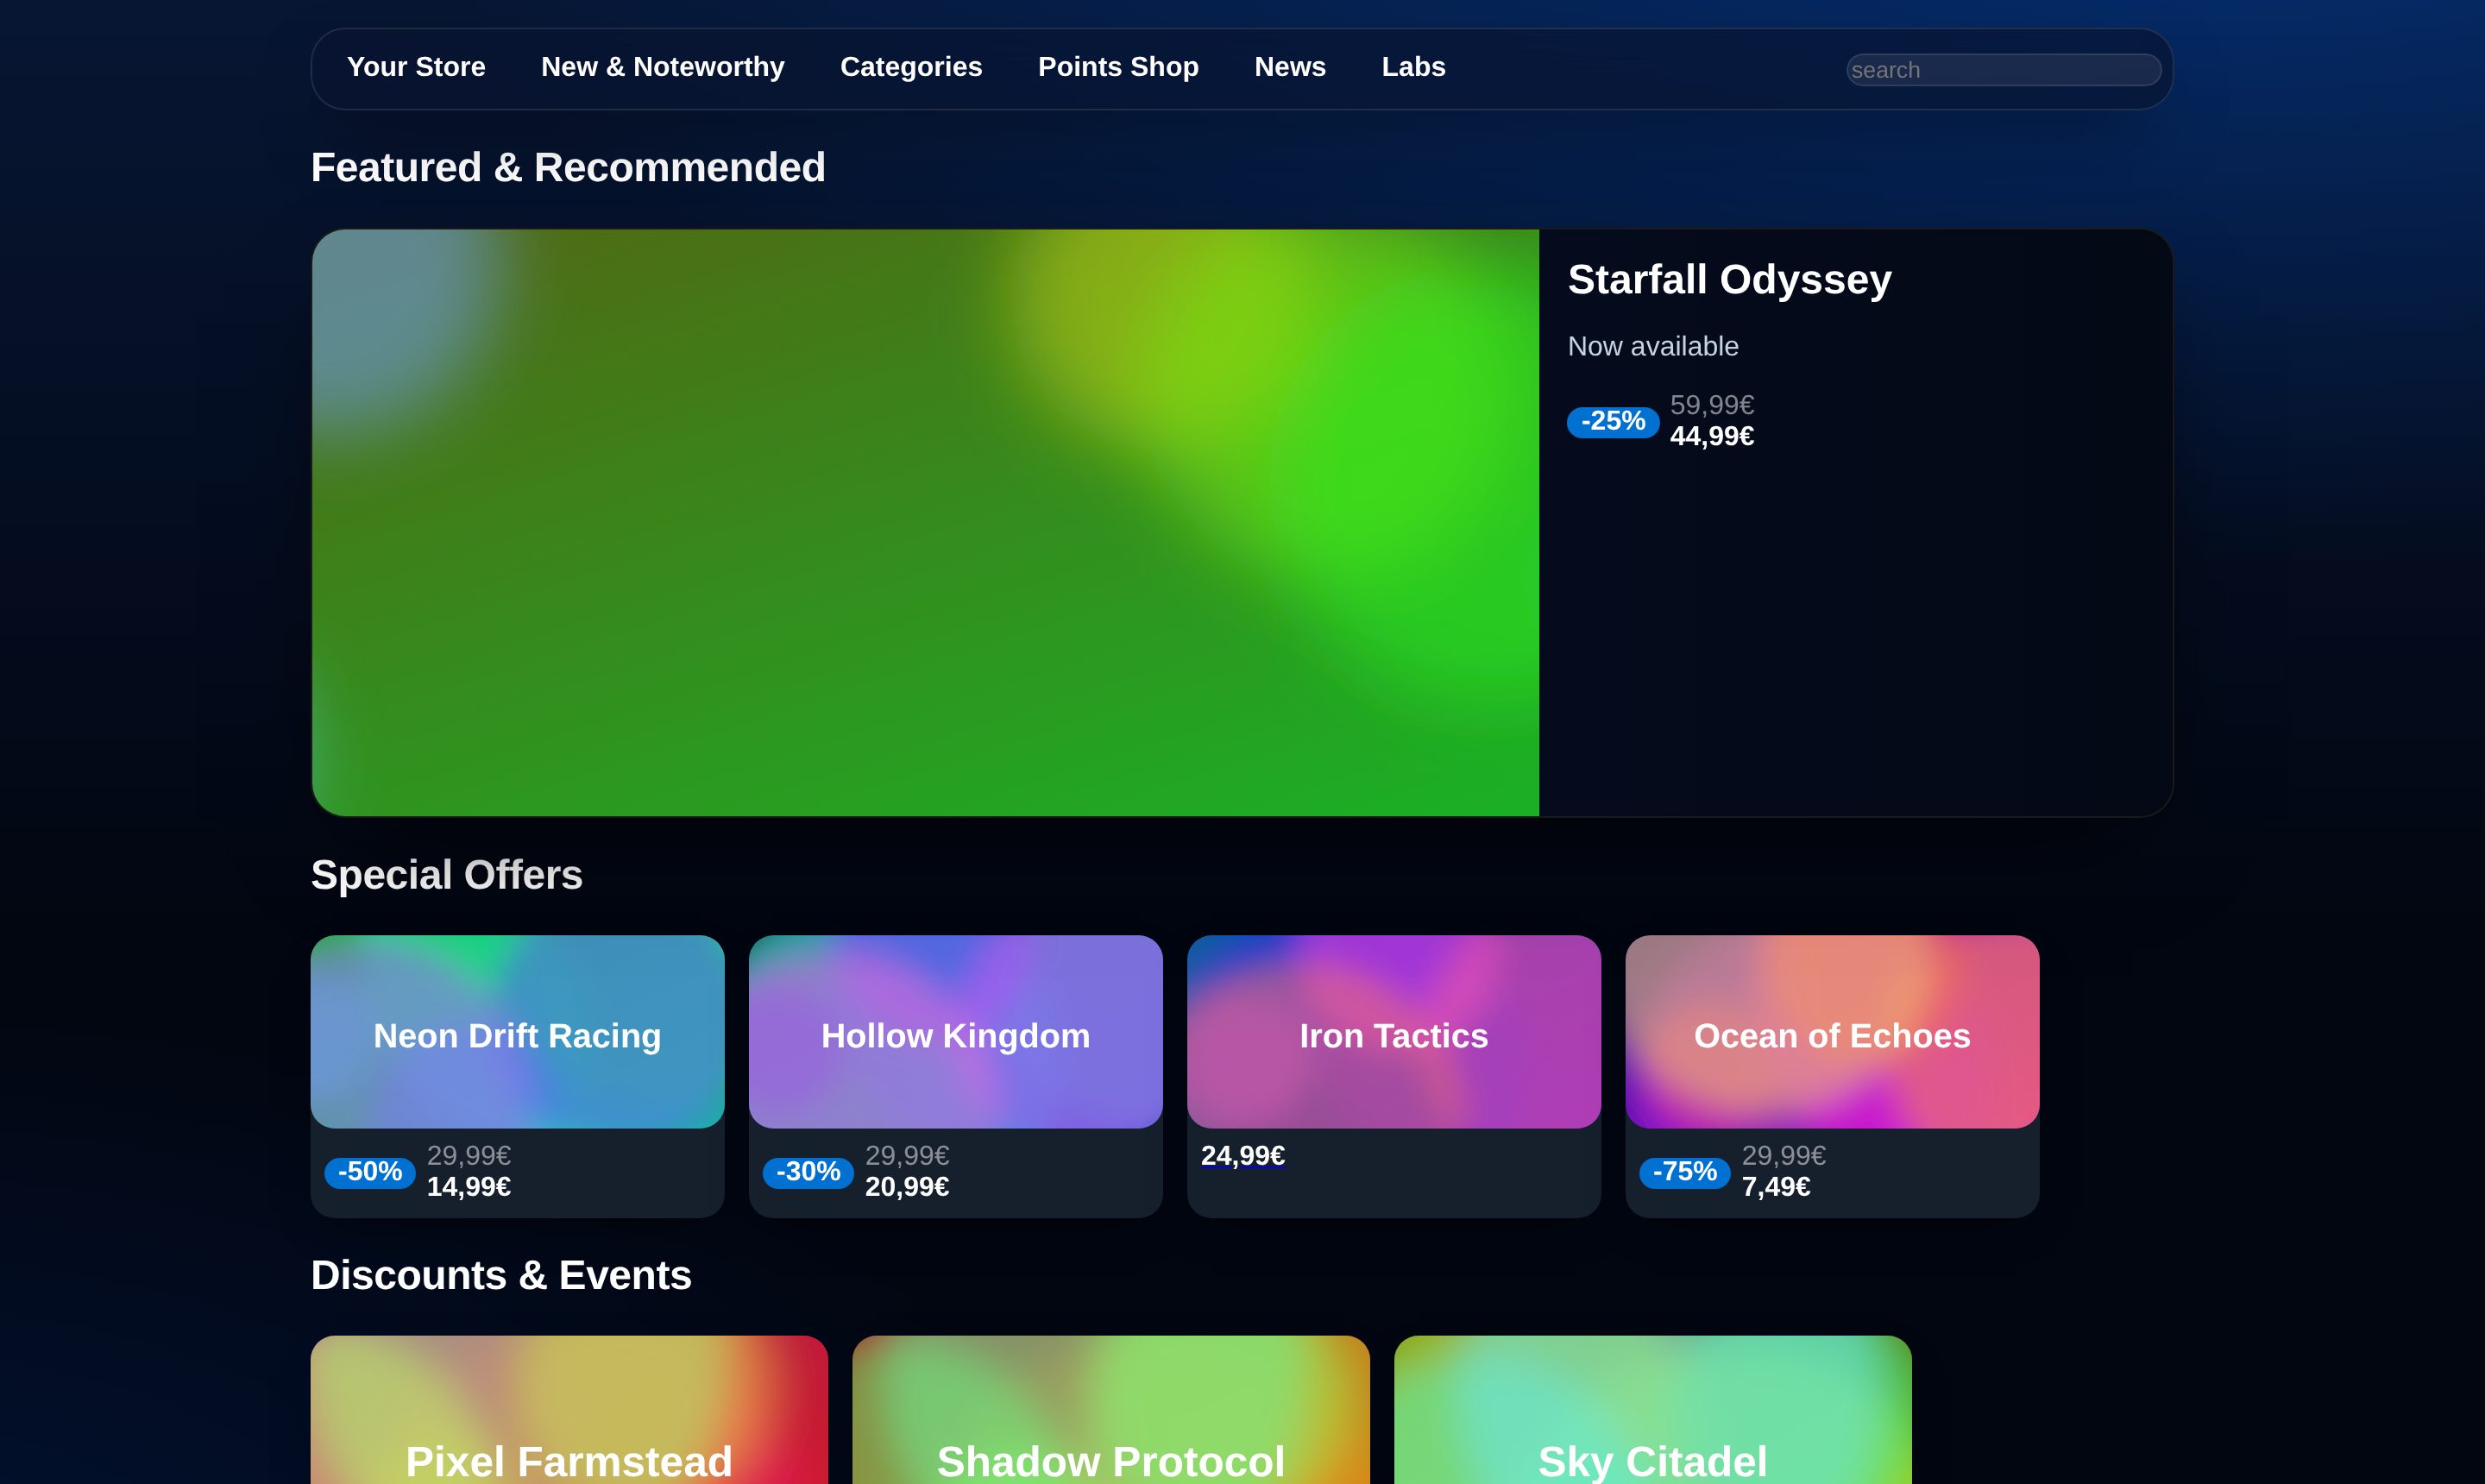 Your Store New & Noteworthy Categories Points Shop News Labs search
Featured & Recommended
Starfall Odyssey
Now available
-25% 59,99€
44,99€
Special Offers
Neon Drift Racing
-50% 29,99€
14,99€
Hollow Kingdom
-30% 29,99€
20,99€
Iron Tactics
24,99€
Ocean of Echoes
-75% 29,99€
7,49€
Discounts & Events
Pixel Farmstead
Shadow Protocol
Sky Citadel